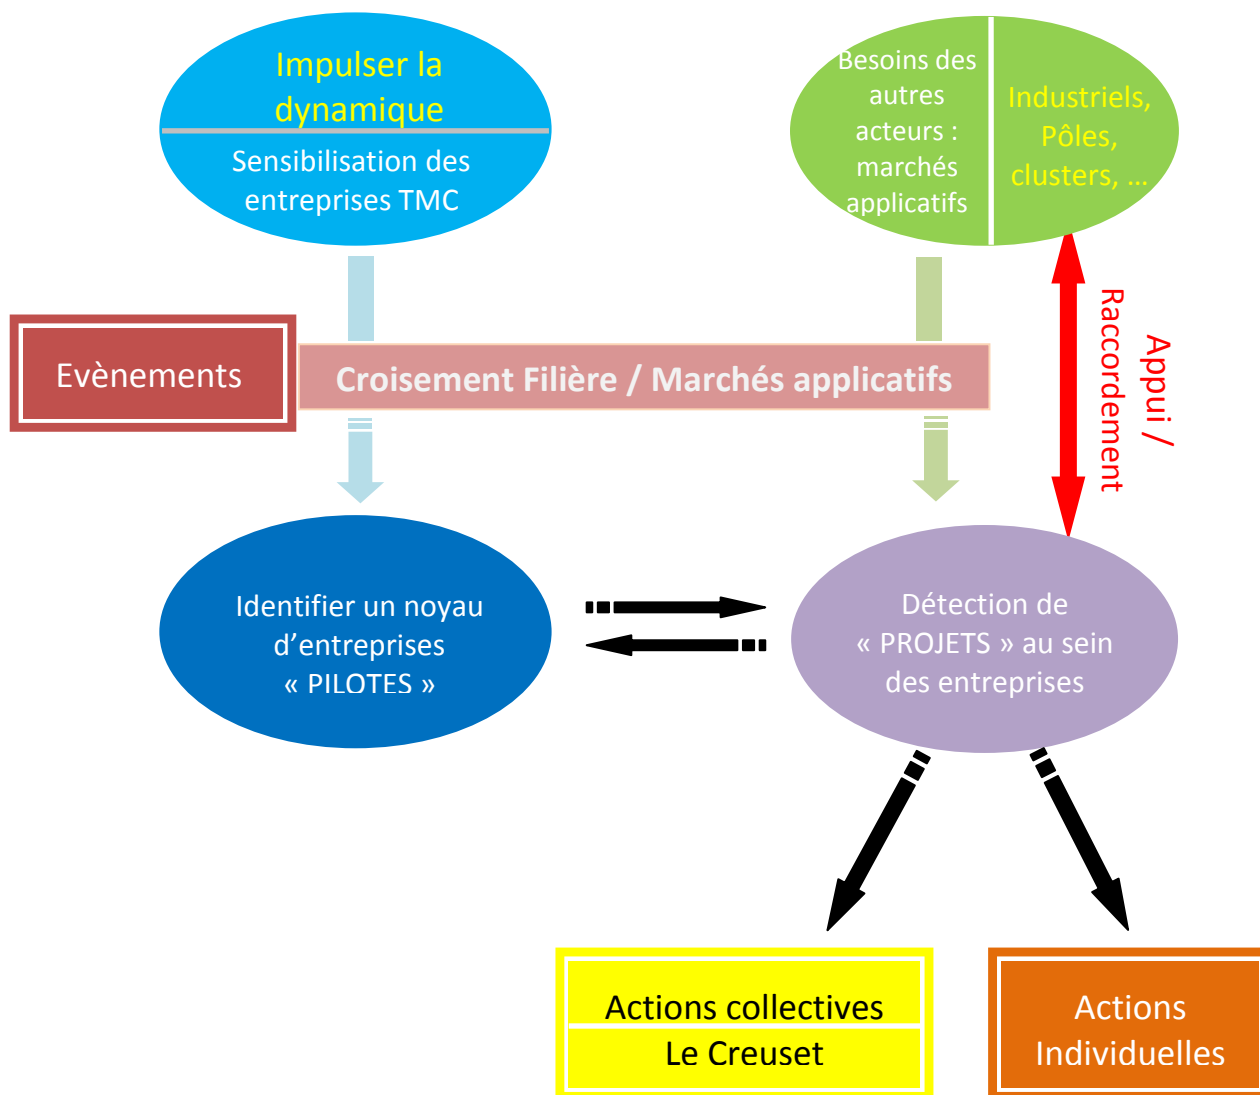 Impulser la
dynamique
Sensibilisation des
entreprises TMC
Besoins des
autres
acteurs :
marchés
applicatifs
Industriels,
Pôles,
clusters, ...
Evènements
Croisement Filière / Marchés applicatifs
Appui /
Raccordement
Identifier un noyau
d’entreprises
« PILOTES »
Détection de
« PROJETS » au sein
des entreprises
Actions collectives
Le Creuset
Actions
Individuelles